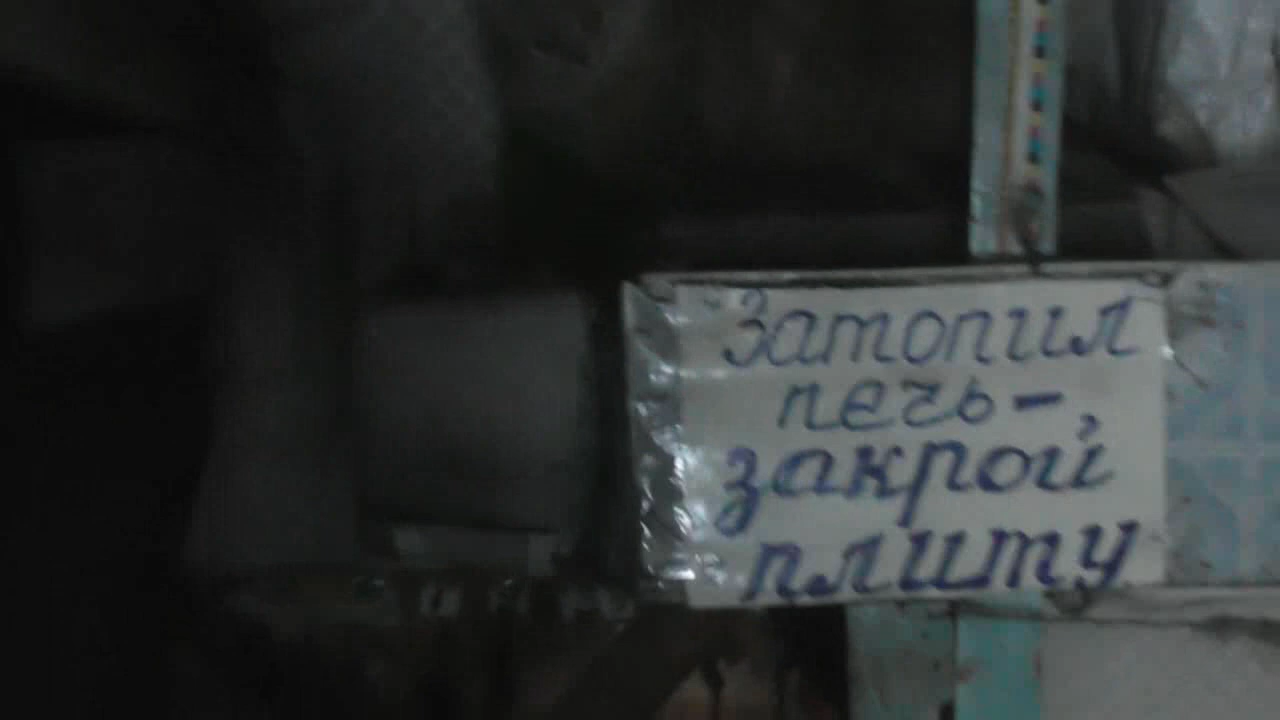 Затопил
печь-
закрой
плиту